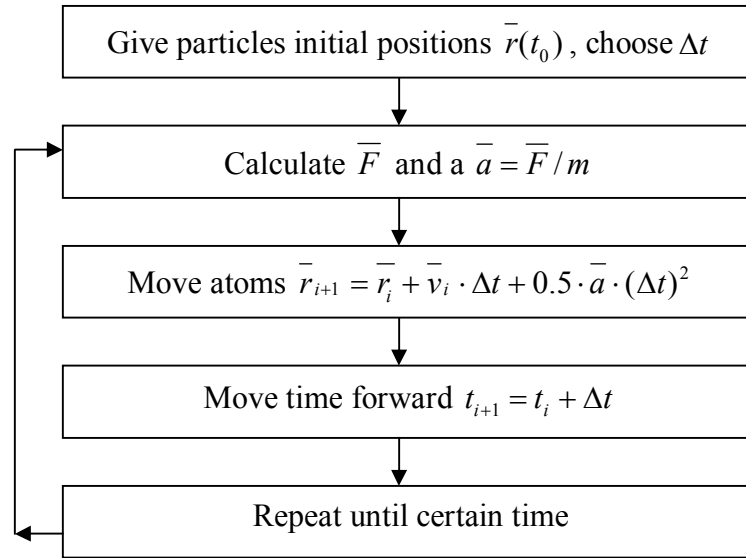 Give particles initial positions r̅(t₀) , choose Δt
Calculate F̅ and a a̅ = F̅ / m
Move atoms r̅ᵢ₊₁ = r̅ᵢ + v̅ᵢ · Δt + 0.5 · a̅ · (Δt)²
Move time forward tᵢ₊₁ = tᵢ + Δt
Repeat until certain time